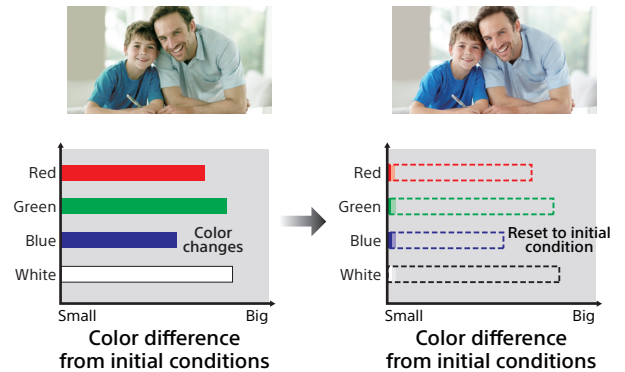 Red
Green
Blue
White
Color
changes
Small
Big
Color difference
from initial conditions
Red
Green
Blue
White
Reset to initial
condition
Small
Big
Color difference
from initial conditions